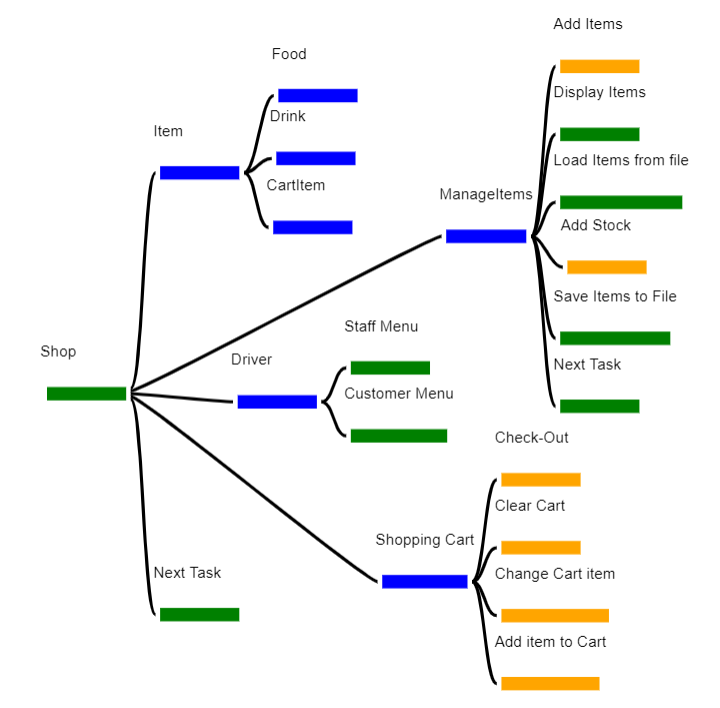 Shop
Item
Food
Drink
CartItem
ManageItems
Add Items
Display Items
Load Items from file
Add Stock
Save Items to File
Next Task
Driver
Staff Menu
Customer Menu
Shopping Cart
Check-Out
Clear Cart
Change Cart item
Add item to Cart
Next Task